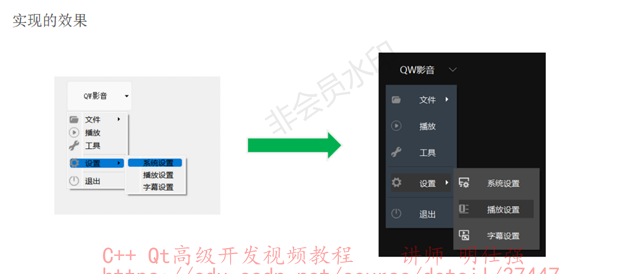 实现的效果
QW影音
文件
播放
工具
设置
退出
系统设置
播放设置
字幕设置
QW影音
文件
播放
工具
设置
退出
系统设置
播放设置
字幕设置
非会员水印
C++ Qt高级开发视频教程 讲师 明仕强
https://edu.csdn.net/course/detail/37447